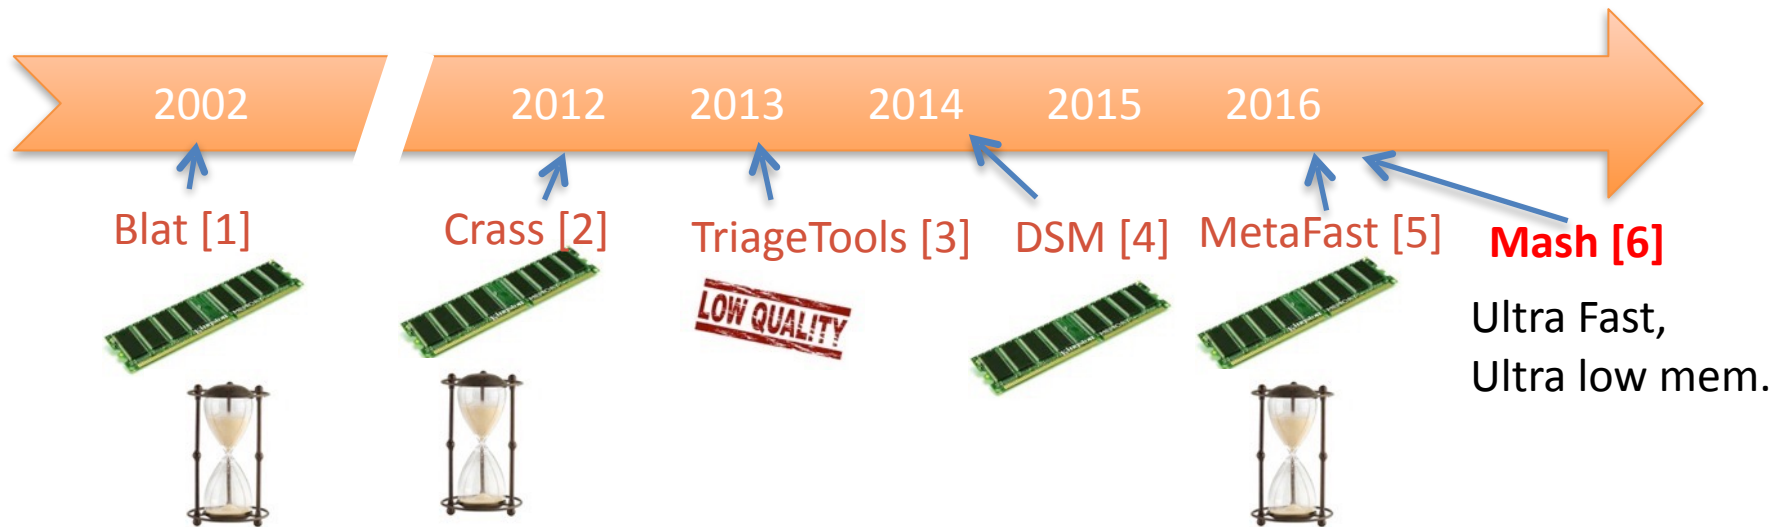 2002 2012 2013 2014 2015 2016
Blat [1] Crass [2] TriageTools [3] DSM [4] MetaFast [5] Mash [6]
LOW QUALITY
Ultra Fast,
Ultra low mem.